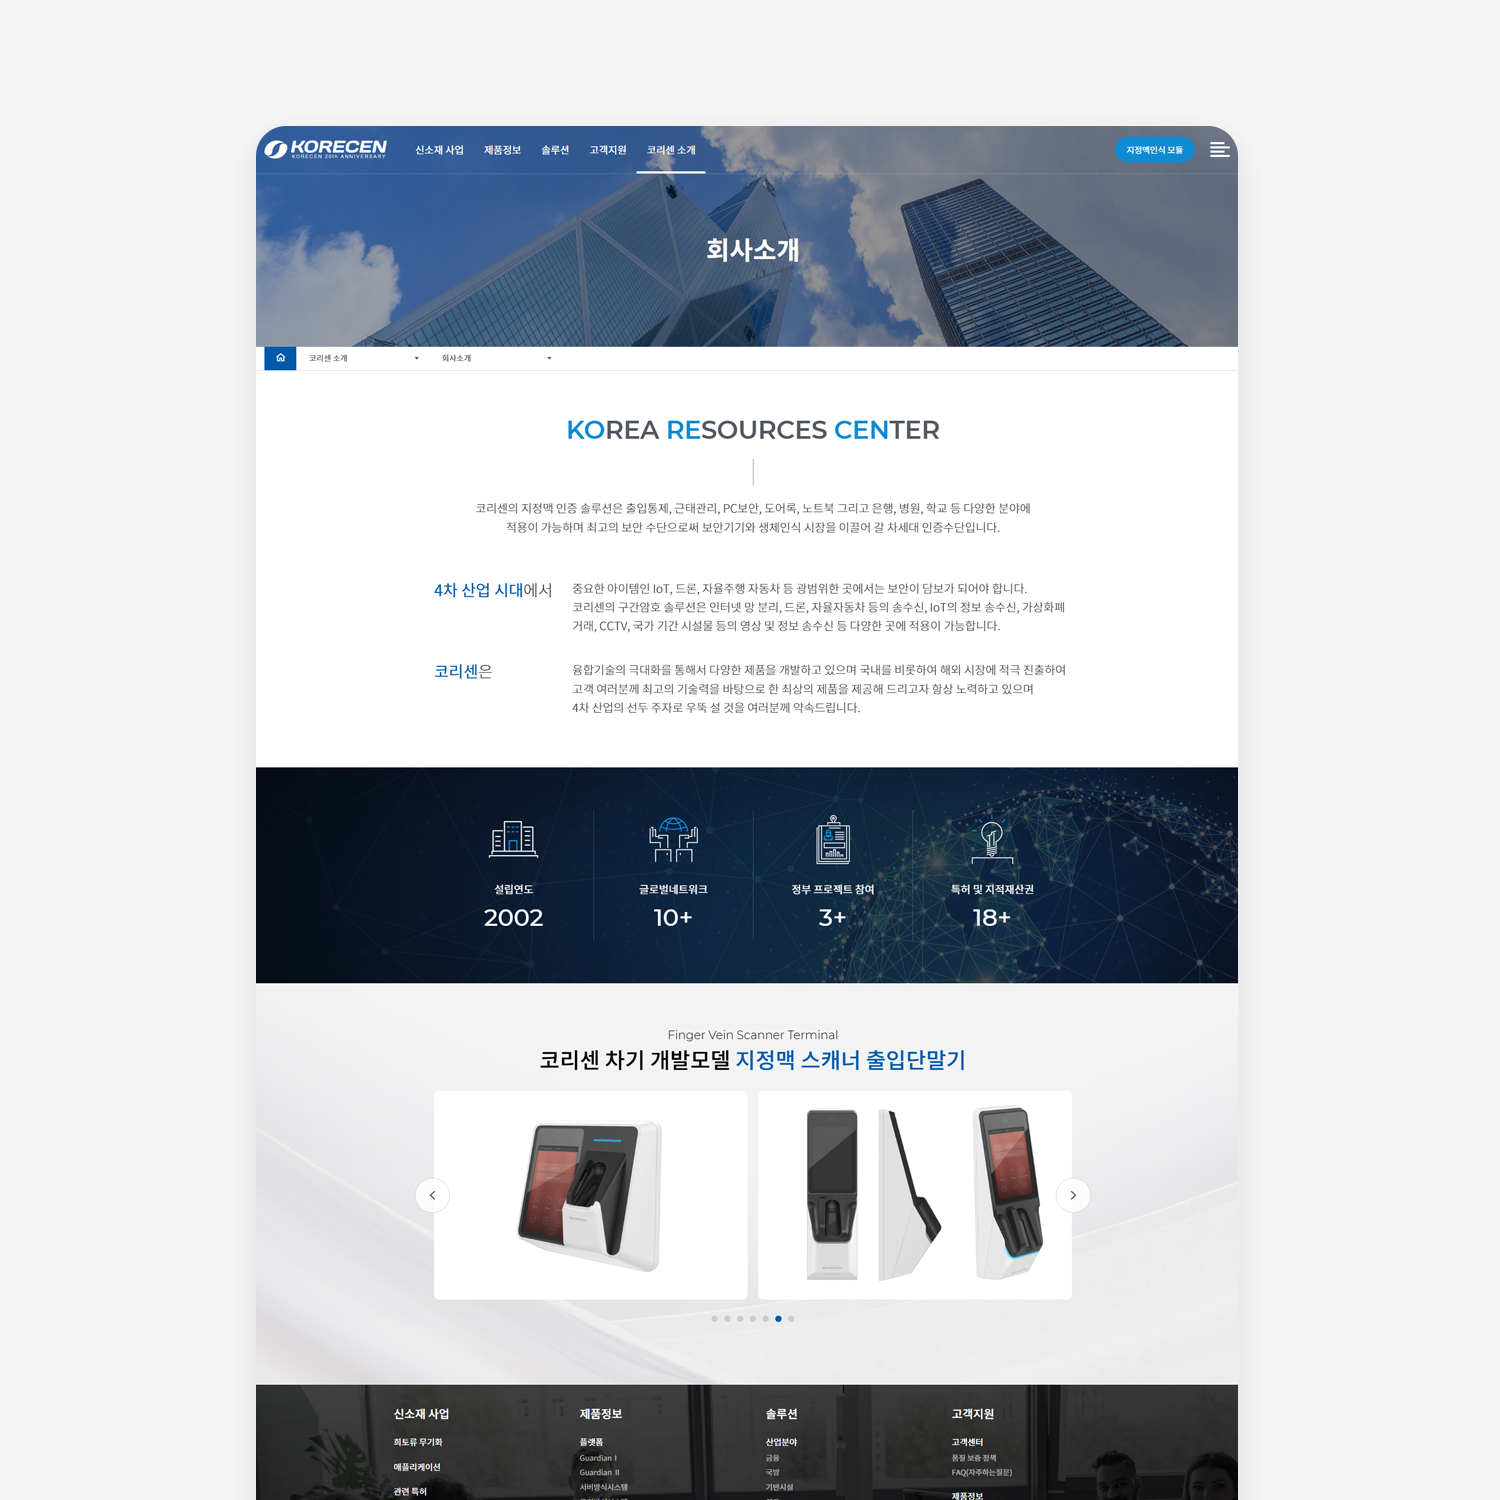 KORECEN
KORECEN 20th ANNIVERSARY
신소재 사업
제품정보
솔루션
고객지원
코리센 소개
지정맥인식 모듈
회사소개
코리센 소개
회사소개
KOREA RESOURCES CENTER
코리센의 지정맥 인증 솔루션은 출입통제, 근태관리, PC보안, 도어록, 노트북 그리고 은행, 병원, 학교 등 다양한 분야에
적용이 가능하며 최고의 보안 수단으로써 보안기기와 생체인식 시장을 이끌어 갈 차세대 인증수단입니다.
4차 산업 시대에서
중요한 아이템인 IoT, 드론, 자율주행 자동차 등 광범위한 곳에서는 보안이 담보가 되어야 합니다.
코리센의 구간암호 솔루션은 인터넷 망 분리, 드론, 자율자동차 등의 송수신, IoT의 정보 송수신, 가상화폐
거래, CCTV, 국가 기간 시설물 등의 영상 및 정보 송수신 등 다양한 곳에 적용이 가능합니다.
코리센은
융합기술의 극대화를 통해서 다양한 제품을 개발하고 있으며 국내를 비롯하여 해외 시장에 적극 진출하여
고객 여러분께 최고의 기술력을 바탕으로 한 최상의 제품을 제공해 드리고자 항상 노력하고 있으며
4차 산업의 선두 주자로 우뚝 설 것을 여러분께 약속드립니다.
설립연도
2002
글로벌네트워크
10+
정부 프로젝트 참여
3+
특허 및 지적재산권
18+
Finger Vein Scanner Terminal
코리센 차기 개발모델 지정맥 스캐너 출입단말기
신소재 사업
희토류 무기화
애플리케이션
관련 특허
제품정보
플랫폼
Guardian Ⅰ
Guardian Ⅱ
서버방식시스템
솔루션
산업분야
금융
국방
기반시설
고객지원
고객센터
품질 보증 정책
FAQ(자주하는질문)
제품정보